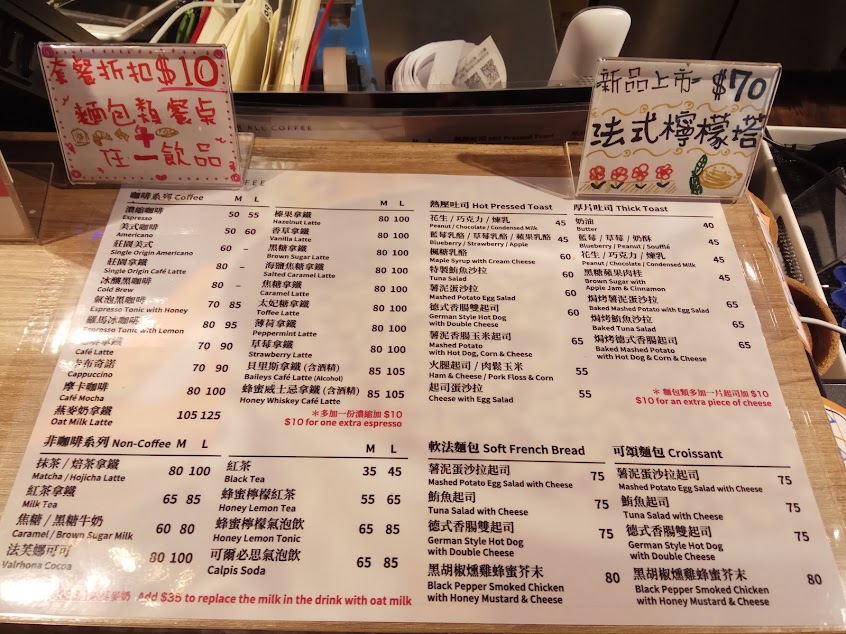 套餐折扣$10
麵包類餐桌
+
任一飲品
新品上市 $70
法式檸檬塔
ALL COFFEE
熱壓吐司 Hot Pressed Toast
咖啡系列 Coffee M L
濃縮咖啡 50 55
Espresso
美式咖啡 50 60
Americano
莊園美式 60 –
Single Origin Americano
莊園拿鐵 80 –
Single Origin Café Latte
冰釀黑咖啡 80 –
Cold Brew
氣泡黑咖啡 70 85
Espresso Tonic with Honey
羅馬冰咖啡 80 95
Espresso Tonic with Lemon
拿鐵 70 90
Café Latte
卡布奇諾 70 90
Cappuccino
摩卡咖啡 80 100
Café Mocha
燕麥奶拿鐵 105 125
Oat Milk Latte
M L
榛果拿鐵 80 100
Hazelnut Latte
香草拿鐵 80 100
Vanilla Latte
黑糖拿鐵 80 100
Brown Sugar Latte
海鹽焦糖拿鐵 80 100
Salted Caramel Latte
焦糖拿鐵 80 100
Caramel Latte
太妃糖拿鐵 80 100
Toffee Latte
薄荷拿鐵 80 100
Peppermint Latte
草莓拿鐵 80 100
Strawberry Latte
貝里斯拿鐵 (含酒精) 85 105
Baileys Café Latte (Alcohol)
蜂蜜威士忌拿鐵 (含酒精) 85 105
Honey Whiskey Café Latte
＊多加一份濃縮加 $10
$10 for one extra espresso
熱壓吐司 Hot Pressed Toast
花生 / 巧克力 / 煉乳 45
Peanut / Chocolate / Condensed Milk
藍莓乳酪 / 草莓乳酪 / 蘋果乳酪 45
Blueberry / Strawberry / Apple
楓糖乳酪 60
Maple Syrup with Cream Cheese
特製鮪魚沙拉 60
Tuna Salad
薯泥蛋沙拉 60
Mashed Potato Egg Salad
德式香腸雙起司 60
German Style Hot Dog
with Double Cheese
薯泥香腸玉米起司 65
Mashed Potato
with Hot Dog, Corn & Cheese
火腿起司 / 肉鬆玉米 55
Ham & Cheese / Pork Floss & Corn
起司蛋沙拉 55
Cheese with Egg Salad
厚片吐司 Thick Toast
奶油 40
Butter
藍莓 / 草莓 / 奶酥 45
Blueberry / Peanut / Soufflé
花生 / 巧克力 / 煉乳 45
Peanut / Chocolate / Condensed Milk
黑糖蘋果肉桂 45
Brown Sugar with
Apple Jam & Cinnamon
焗烤薯泥蛋沙拉 65
Baked Mashed Potato with Egg Salad
焗烤鮪魚沙拉 65
Baked Tuna Salad
焗烤德式香腸起司 65
Baked Mashed Potato
with Hot Dog & Corn & Cheese
＊ 麵包類多加一片起司加 $10
$10 for an extra piece of cheese
非咖啡系列 Non-Coffee M L
抹茶 / 焙茶拿鐵 80 100
Matcha / Hojicha Latte
紅茶拿鐵 65 85
Milk Tea
焦糖 / 黑糖牛奶 60 80
Caramel / Brown Sugar Milk
法芙娜可可 80 100
Valrhona Cocoa
M L
紅茶 35 45
Black Tea
蜂蜜檸檬紅茶 55 65
Honey Lemon Tea
蜂蜜檸檬氣泡飲 65 85
Honey Lemon Tonic
可爾必思氣泡飲 65 85
Calpis Soda
Add $35 to replace the milk in the drink with oat milk
軟法麵包 Soft French Bread
薯泥蛋沙拉起司 75
Mashed Potato Egg Salad with Cheese
鮪魚起司 75
Tuna Salad with Cheese
德式香腸雙起司 75
German Style Hot Dog
with Double Cheese
黑胡椒燻雞蜂蜜芥末 80
Black Pepper Smoked Chicken
with Honey Mustard & Cheese
可頌麵包 Croissant
薯泥蛋沙拉起司 75
Mashed Potato Egg Salad with Cheese
鮪魚起司 75
Tuna Salad with Cheese
德式香腸雙起司 75
German Style Hot Dog
with Double Cheese
黑胡椒燻雞蜂蜜芥末 80
Black Pepper Smoked Chicken
with Honey Mustard & Cheese